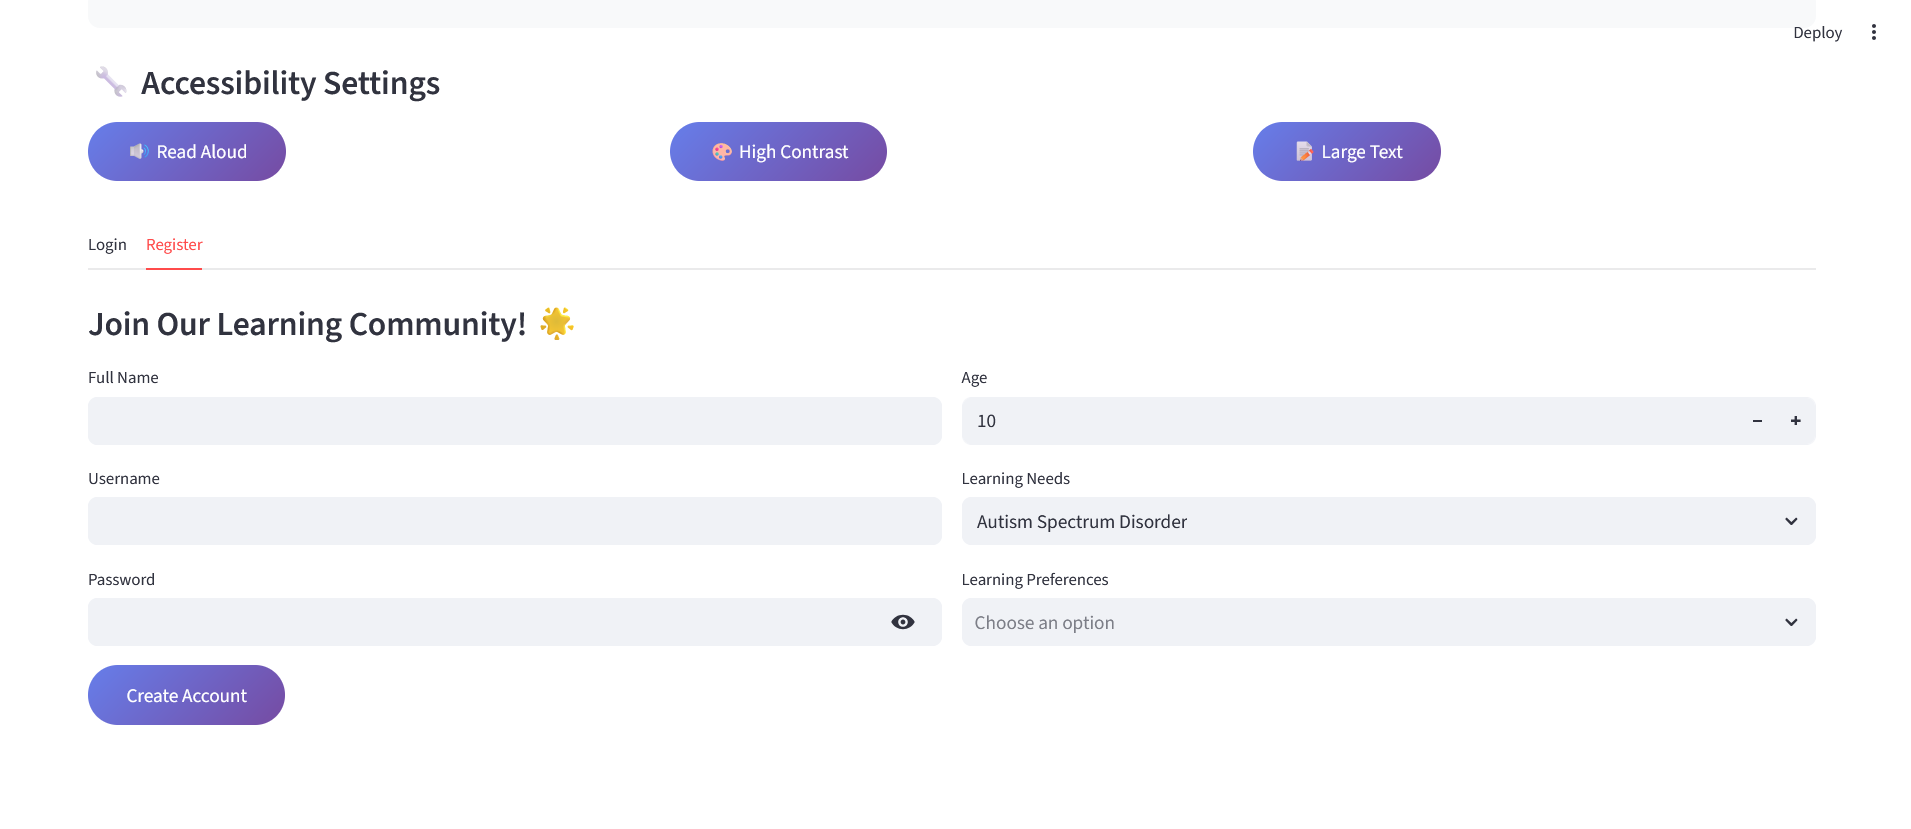 Deploy
🔧 Accessibility Settings
🔊 Read Aloud
🎨 High Contrast
📝 Large Text
Login Register
Join Our Learning Community! 🌟
Full Name
Age
10
Username
Learning Needs
Autism Spectrum Disorder
Password
Learning Preferences
Choose an option
Create Account